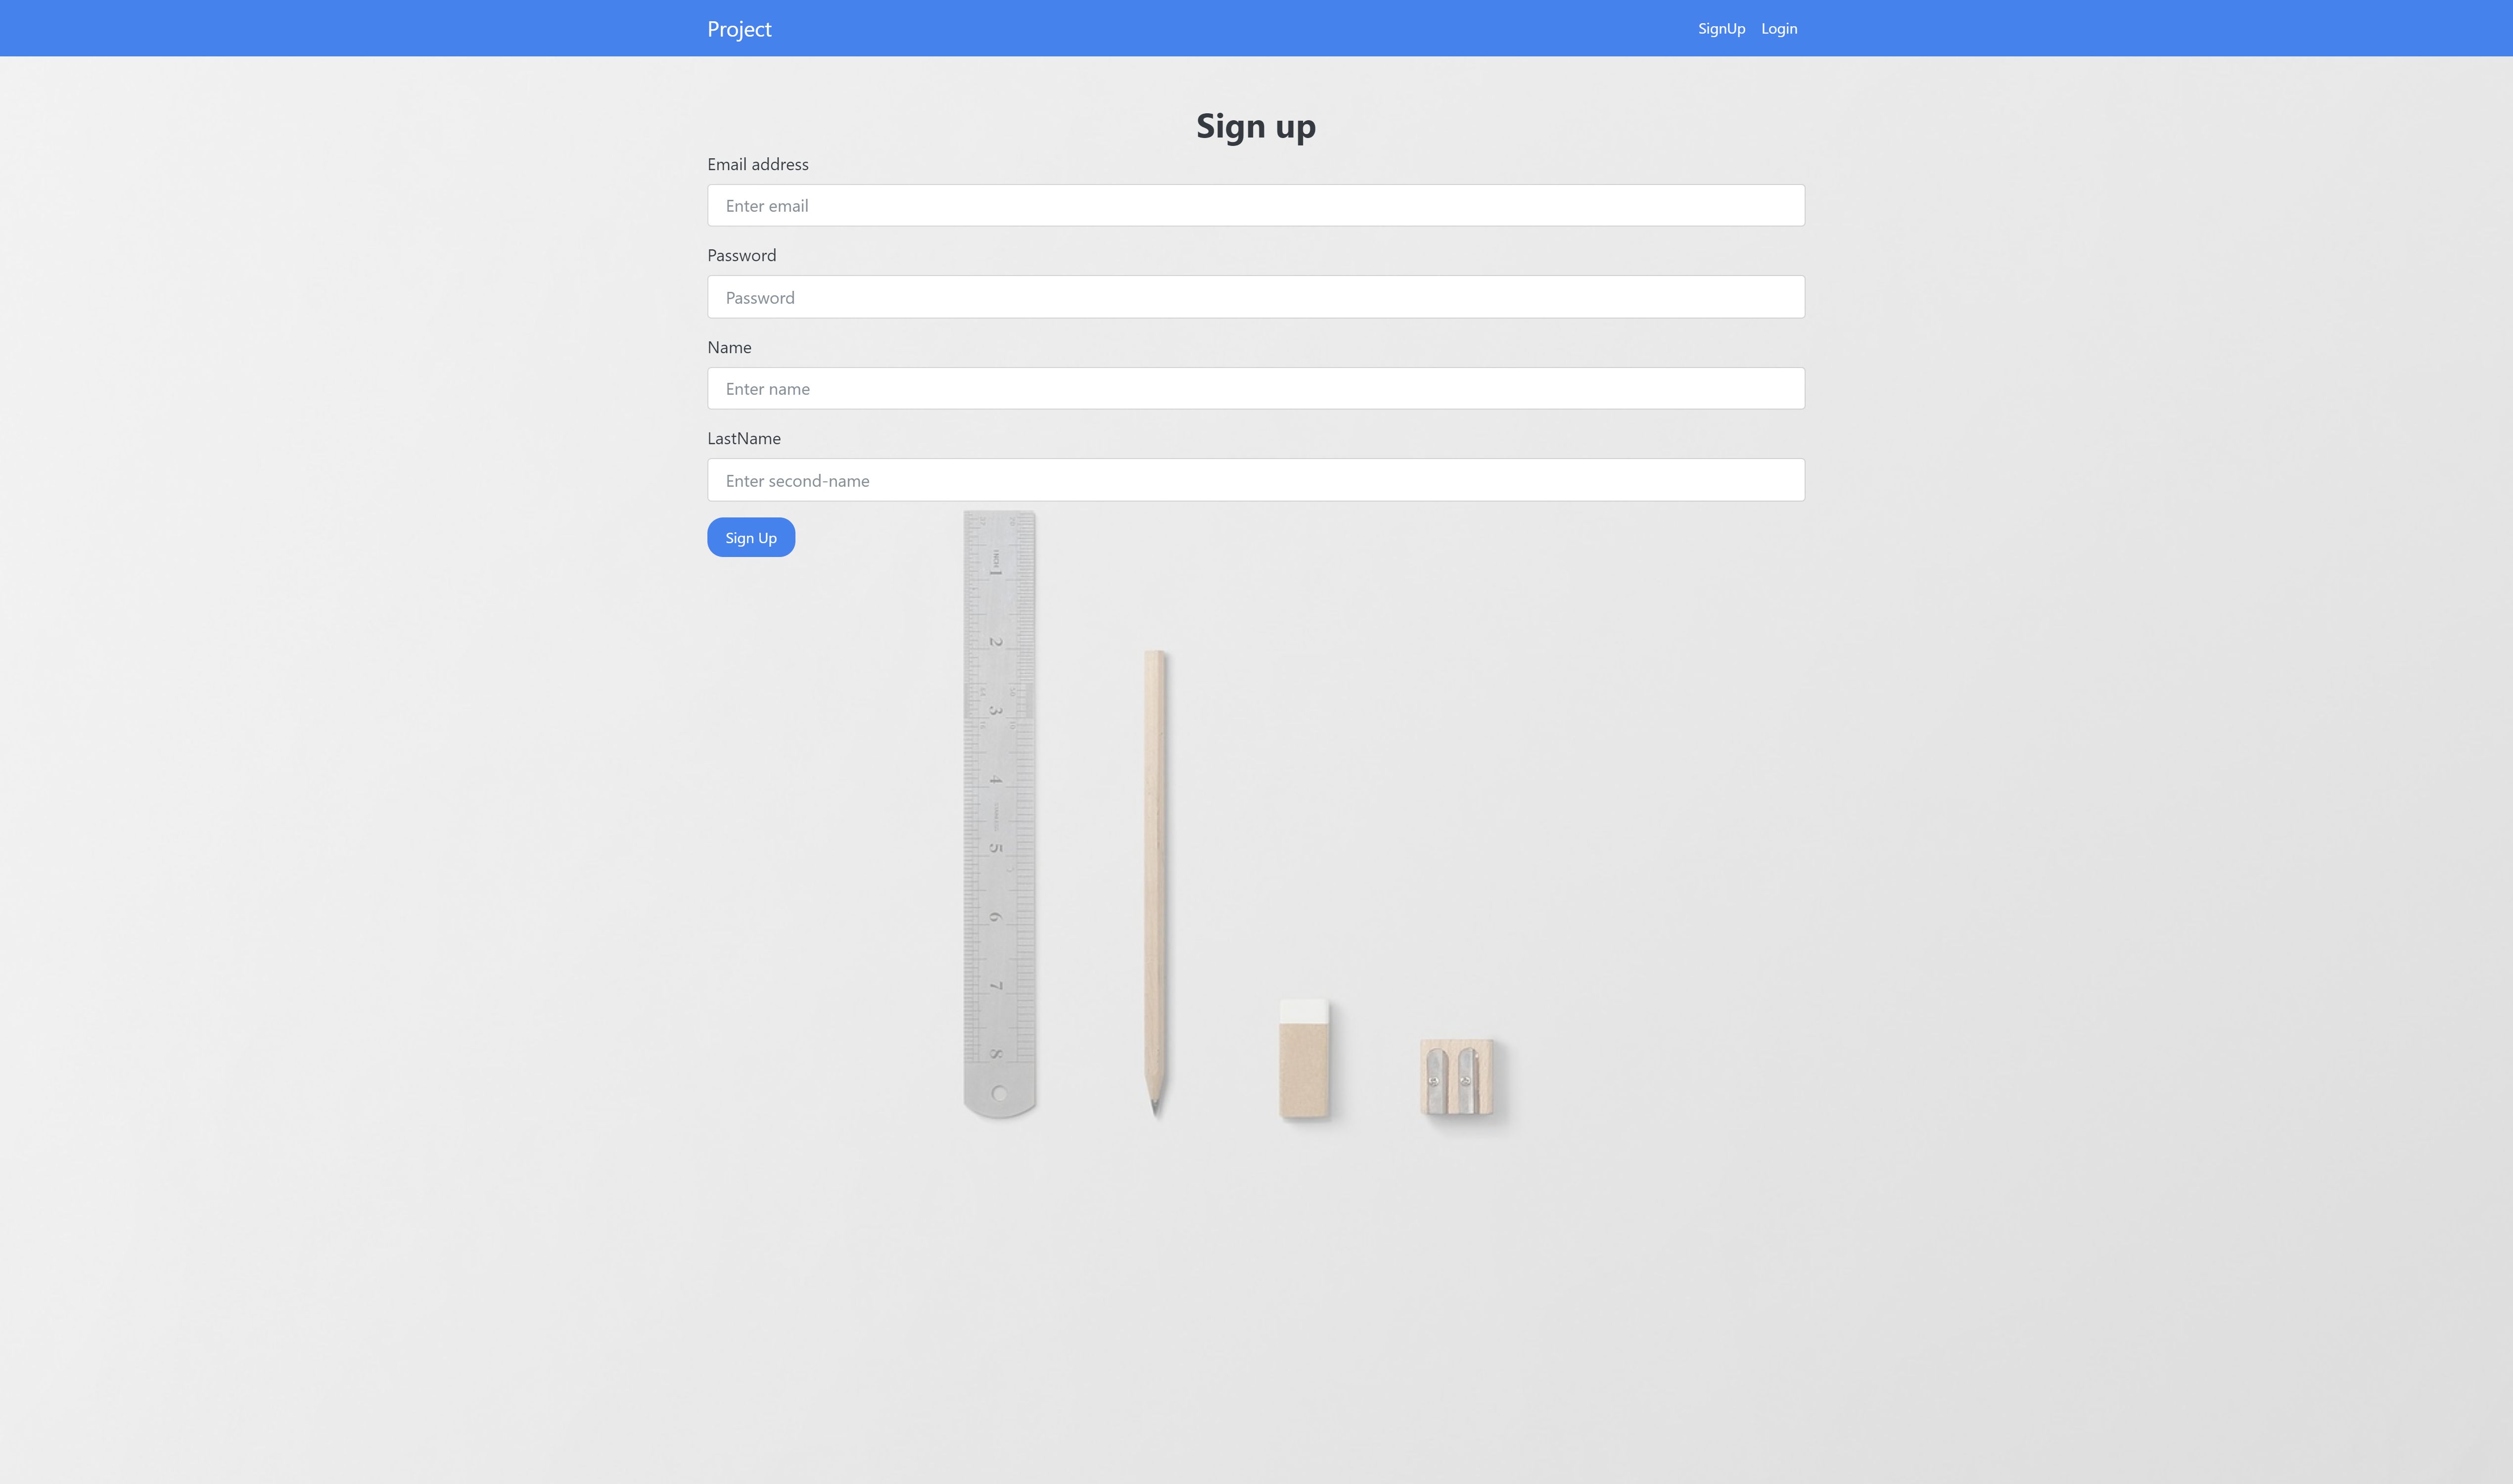 Project
SignUp Login
Sign up
Email address
Enter email
Password
Password
Name
Enter name
LastName
Enter second-name
Sign Up
INCH
1
2
3
4
5
6
7
8